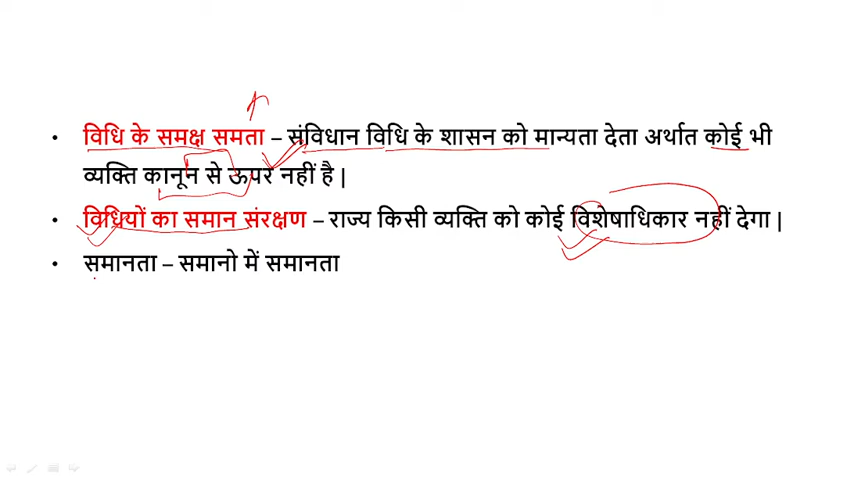 • विधि के समक्ष समता – संविधान विधि के शासन को मान्यता देता अर्थात कोई भी
व्यक्ति कानून से ऊपर नहीं है |
• विधियों का समान संरक्षण – राज्य किसी व्यक्ति को कोई विशेषाधिकार नहीं देगा |
• समानता – समानो में समानता